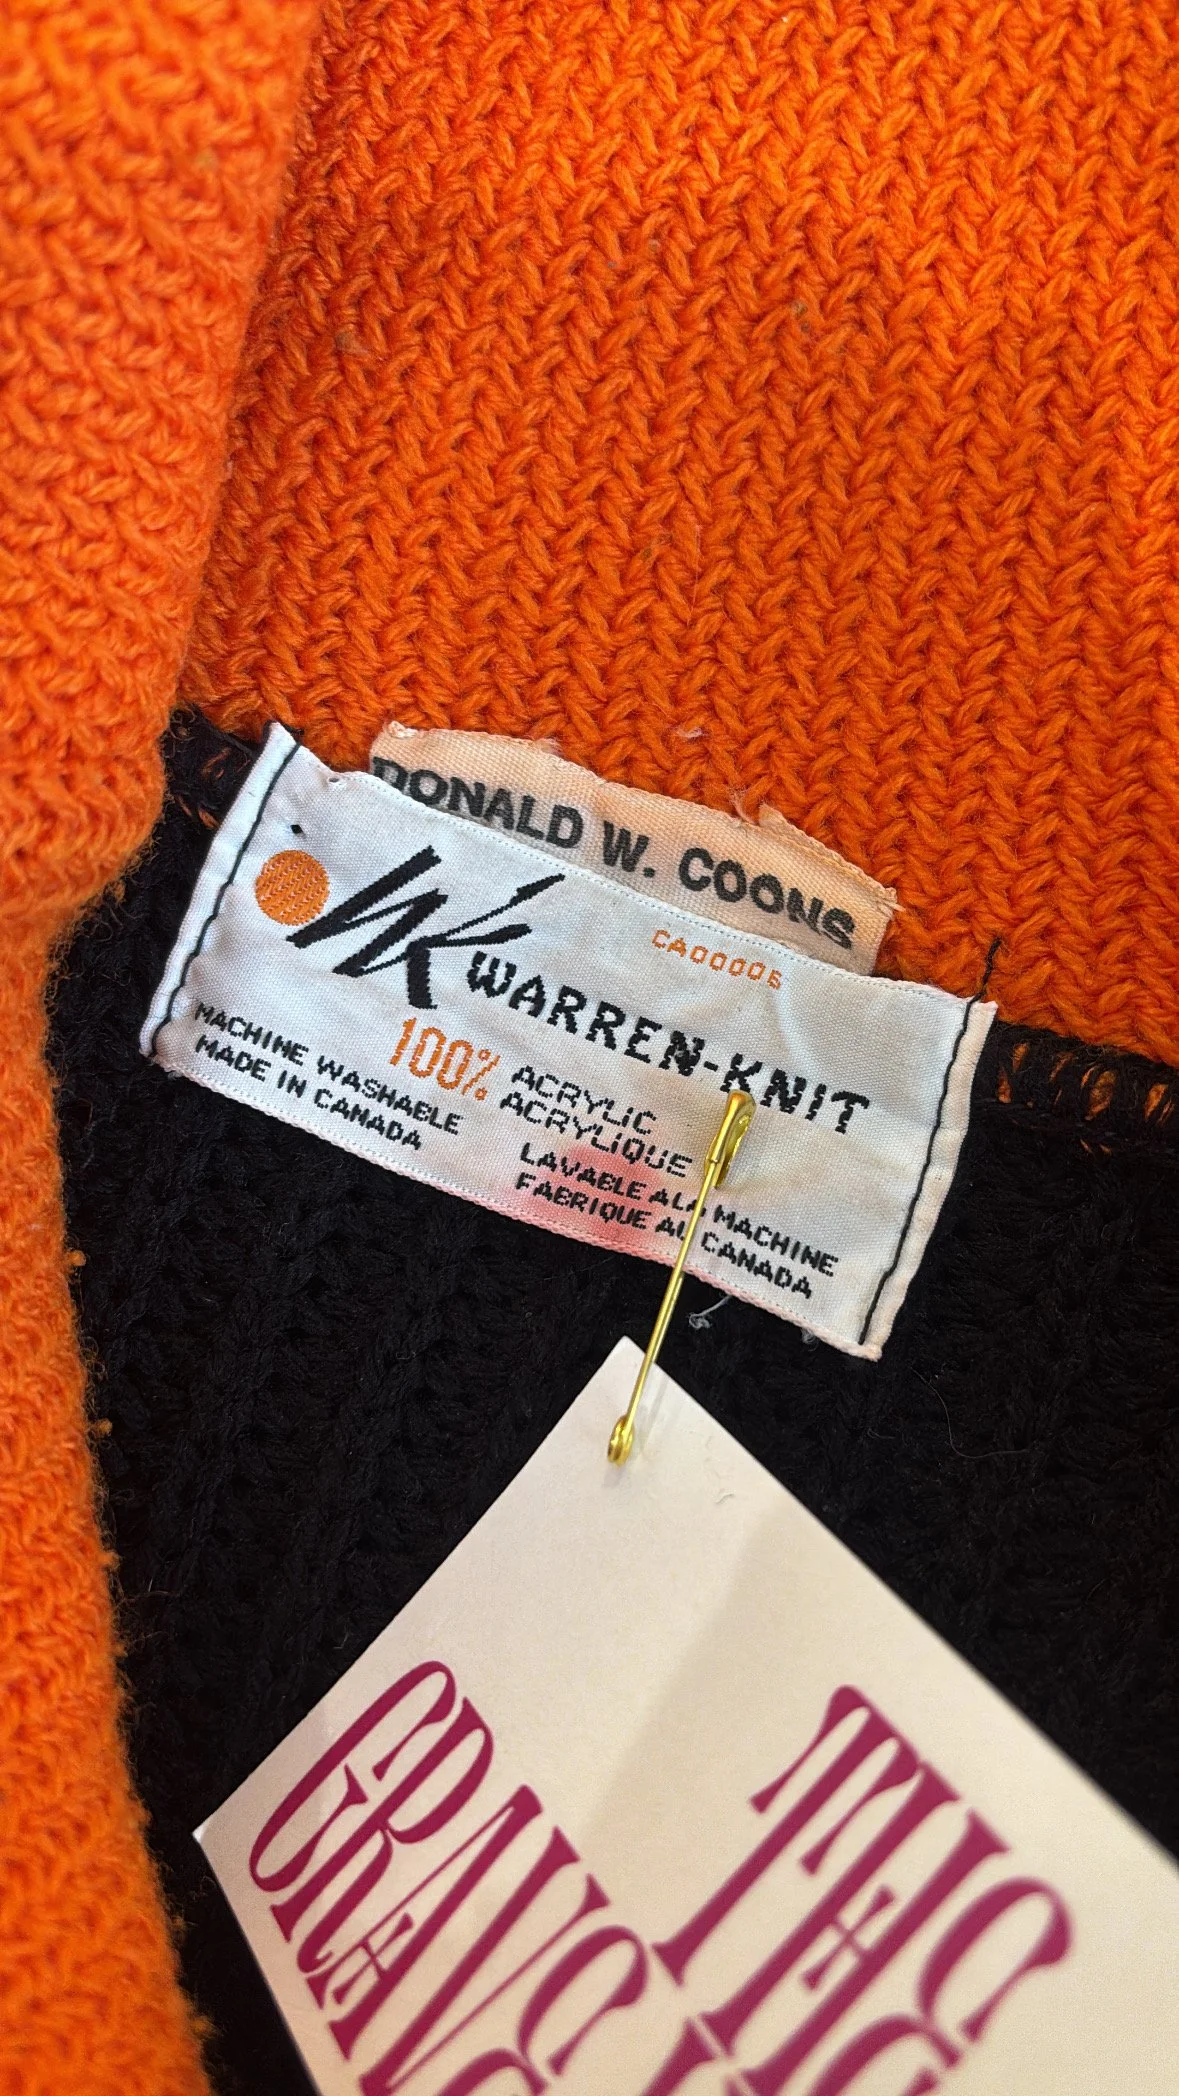 DONALD W. COONS
WK WARREN-KNIT
CA00005
100% ACRYLIC
ACRYLIQUE
MACHINE WASHABLE
MADE IN CANADA
LAVABLE A LA MACHINE
FABRIQUE AU CANADA
THE